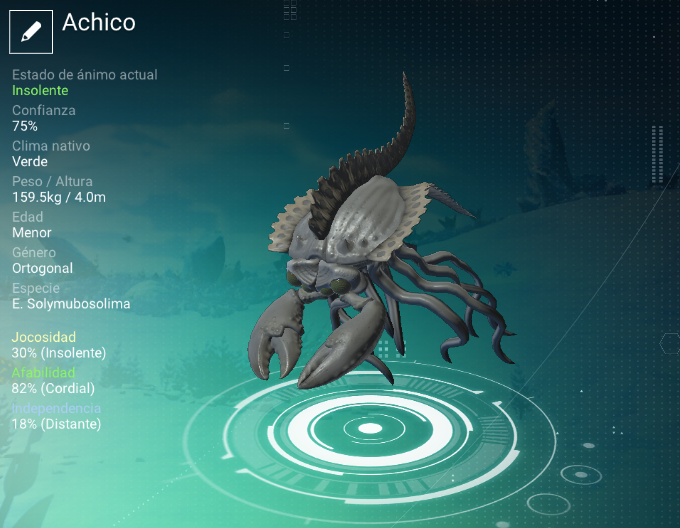 Achico
Estado de ánimo actual
Insolente
Confianza
75%
Clima nativo
Verde
Peso / Altura
159.5kg / 4.0m
Edad
Menor
Género
Ortogonal
Especie
E. Solymubosolima
Jocosidad
30% (Insolente)
Afabilidad
82% (Cordial)
Independencia
18% (Distante)